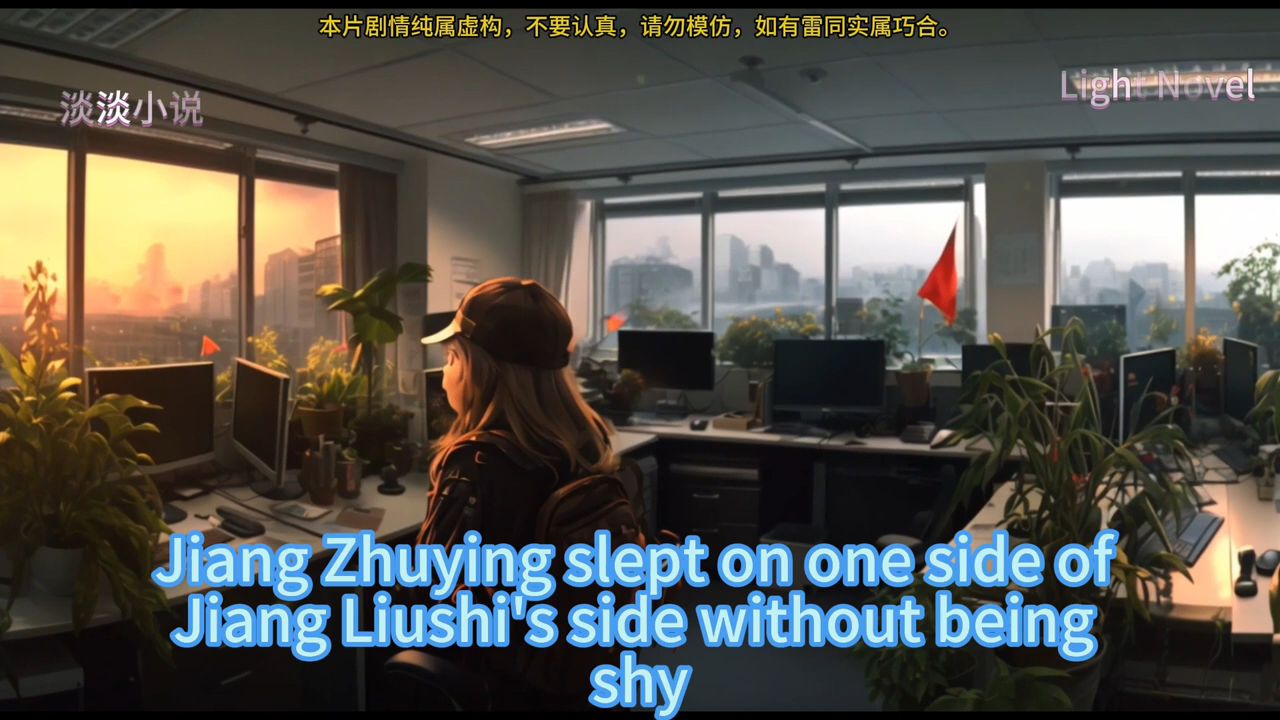 本片剧情纯属虚构，不要认真，请勿模仿，如有雷同实属巧合。
淡淡小说
Light Novel
Jiang Zhuying slept on one side of
Jiang Liushi's side without being
shy